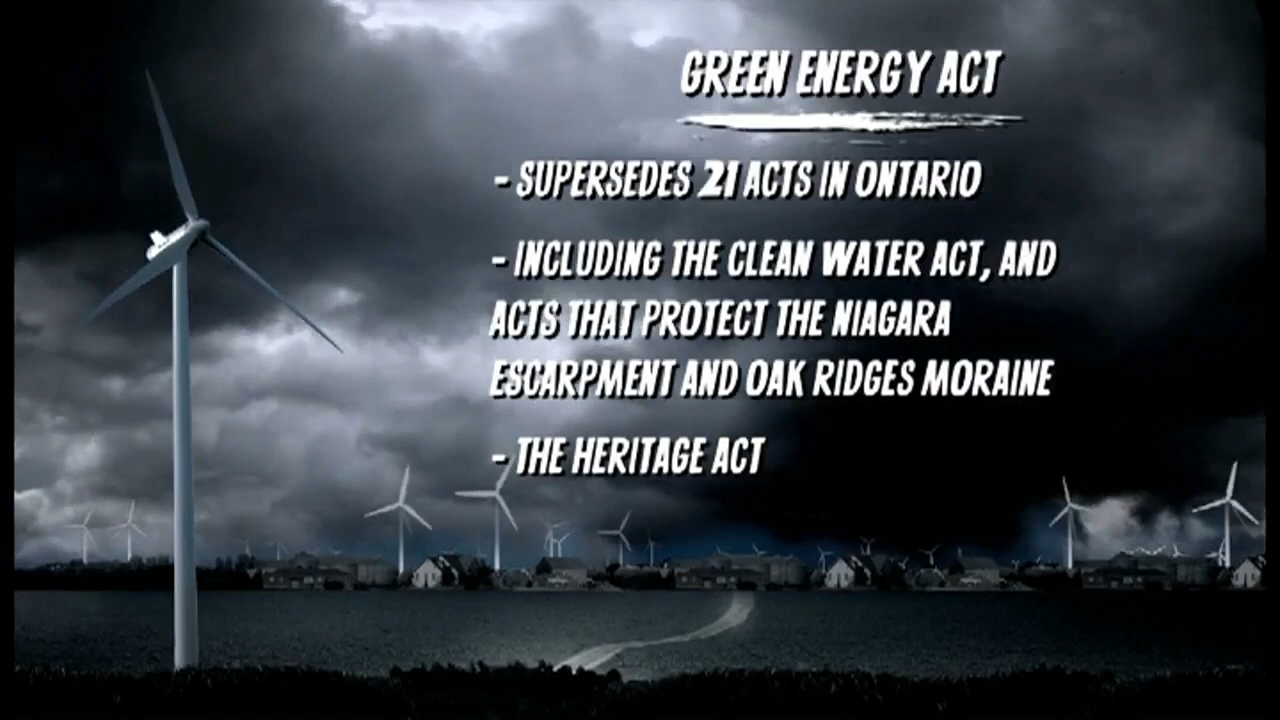 GREEN ENERGY ACT
- SUPERSEDES 21 ACTS IN ONTARIO
- INCLUDING THE CLEAN WATER ACT, AND
ACTS THAT PROTECT THE NIAGARA
ESCARPMENT AND OAK RIDGES MORAINE
- THE HERITAGE ACT